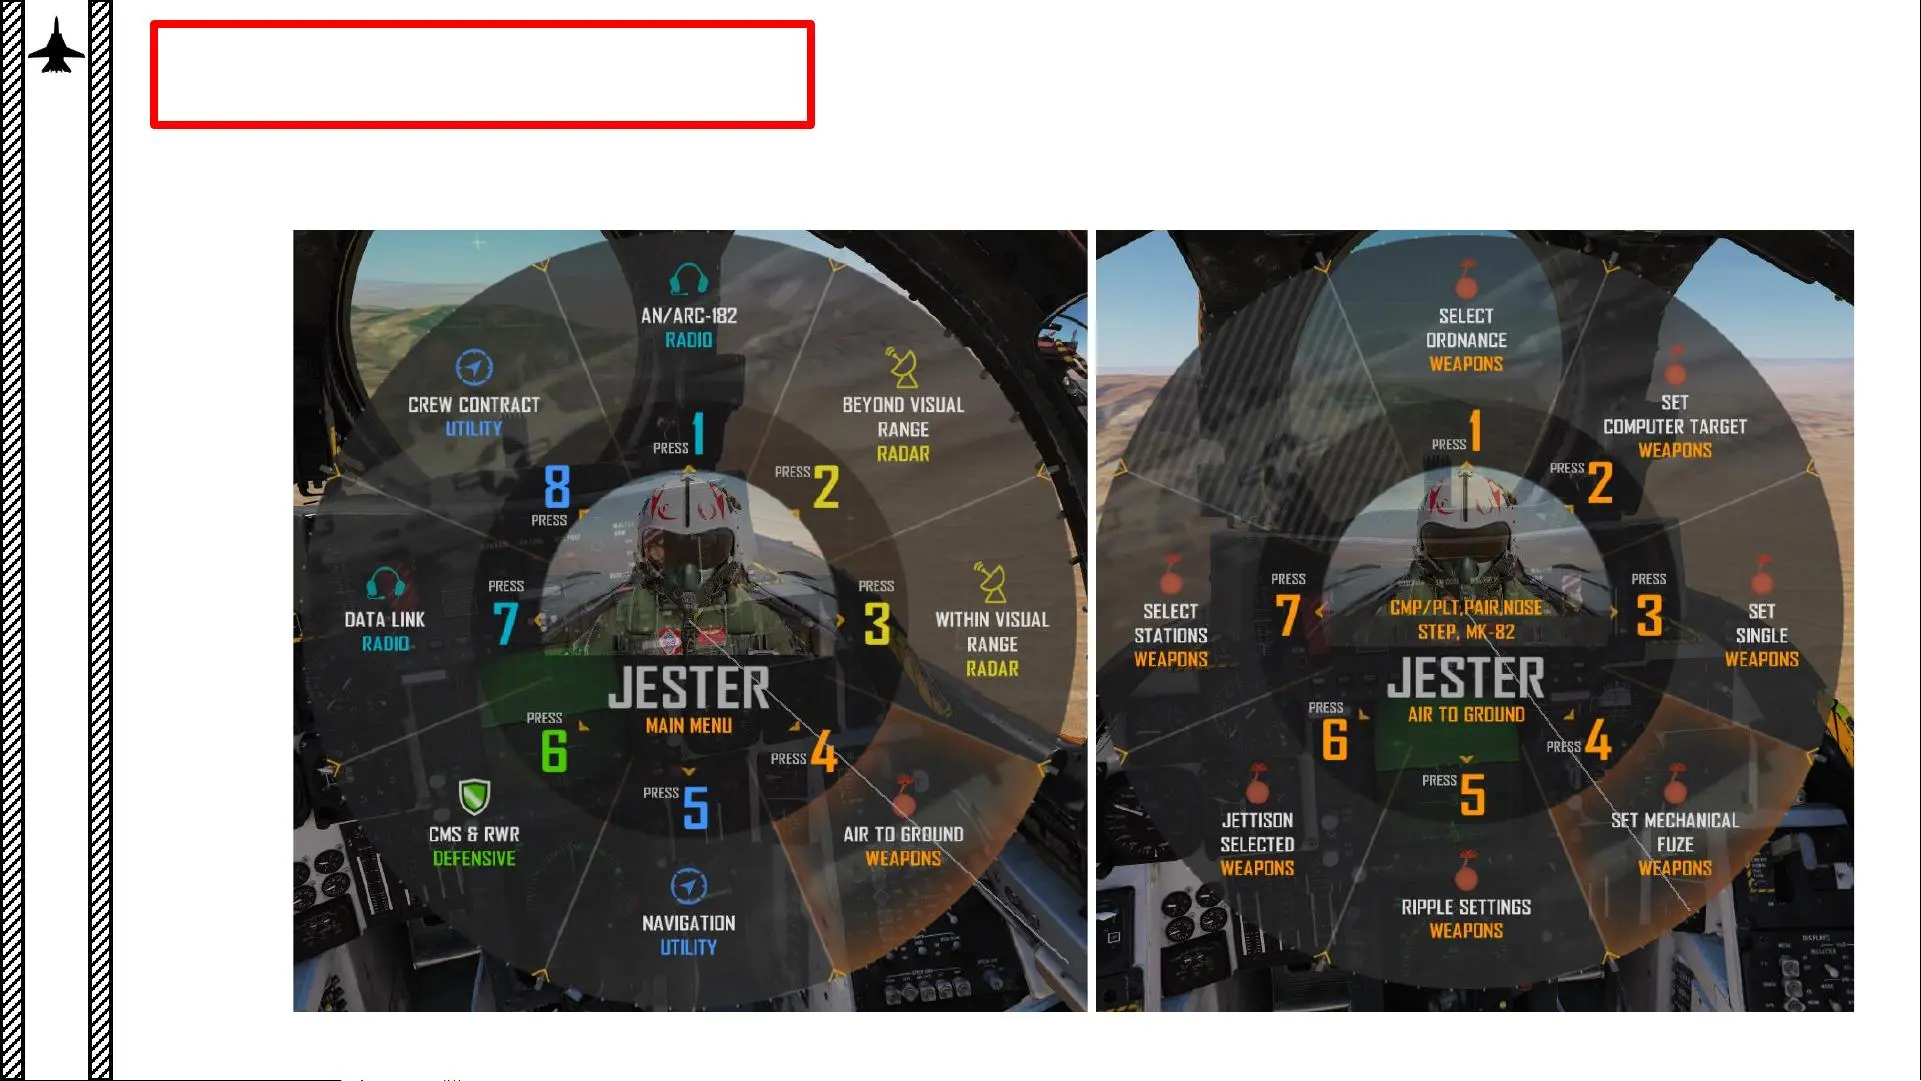 AN/ARC-182
RADIO
PRESS 1
BEYOND VISUAL
RANGE
RADAR
PRESS 2
WITHIN VISUAL
RANGE
RADAR
PRESS
3
AIR TO GROUND
WEAPONS
PRESS 4
NAVIGATION
UTILITY
PRESS 5
CMS & RWR
DEFENSIVE
PRESS
6
DATA LINK
RADIO
PRESS
7
CREW CONTRACT
UTILITY
8
PRESS
JESTER
MAIN MENU
SELECT
ORDNANCE
WEAPONS
PRESS 1
SET
COMPUTER TARGET
WEAPONS
PRESS 2
SET
SINGLE
WEAPONS
PRESS
3
SET MECHANICAL
FUZE
WEAPONS
PRESS 4
RIPPLE SETTINGS
WEAPONS
PRESS 5
JETTISON
SELECTED
WEAPONS
PRESS
6
SELECT
STATIONS
WEAPONS
PRESS
7
CMP/PLT,PAIR,NOSE
STEP, MK-82
JESTER
AIR TO GROUND